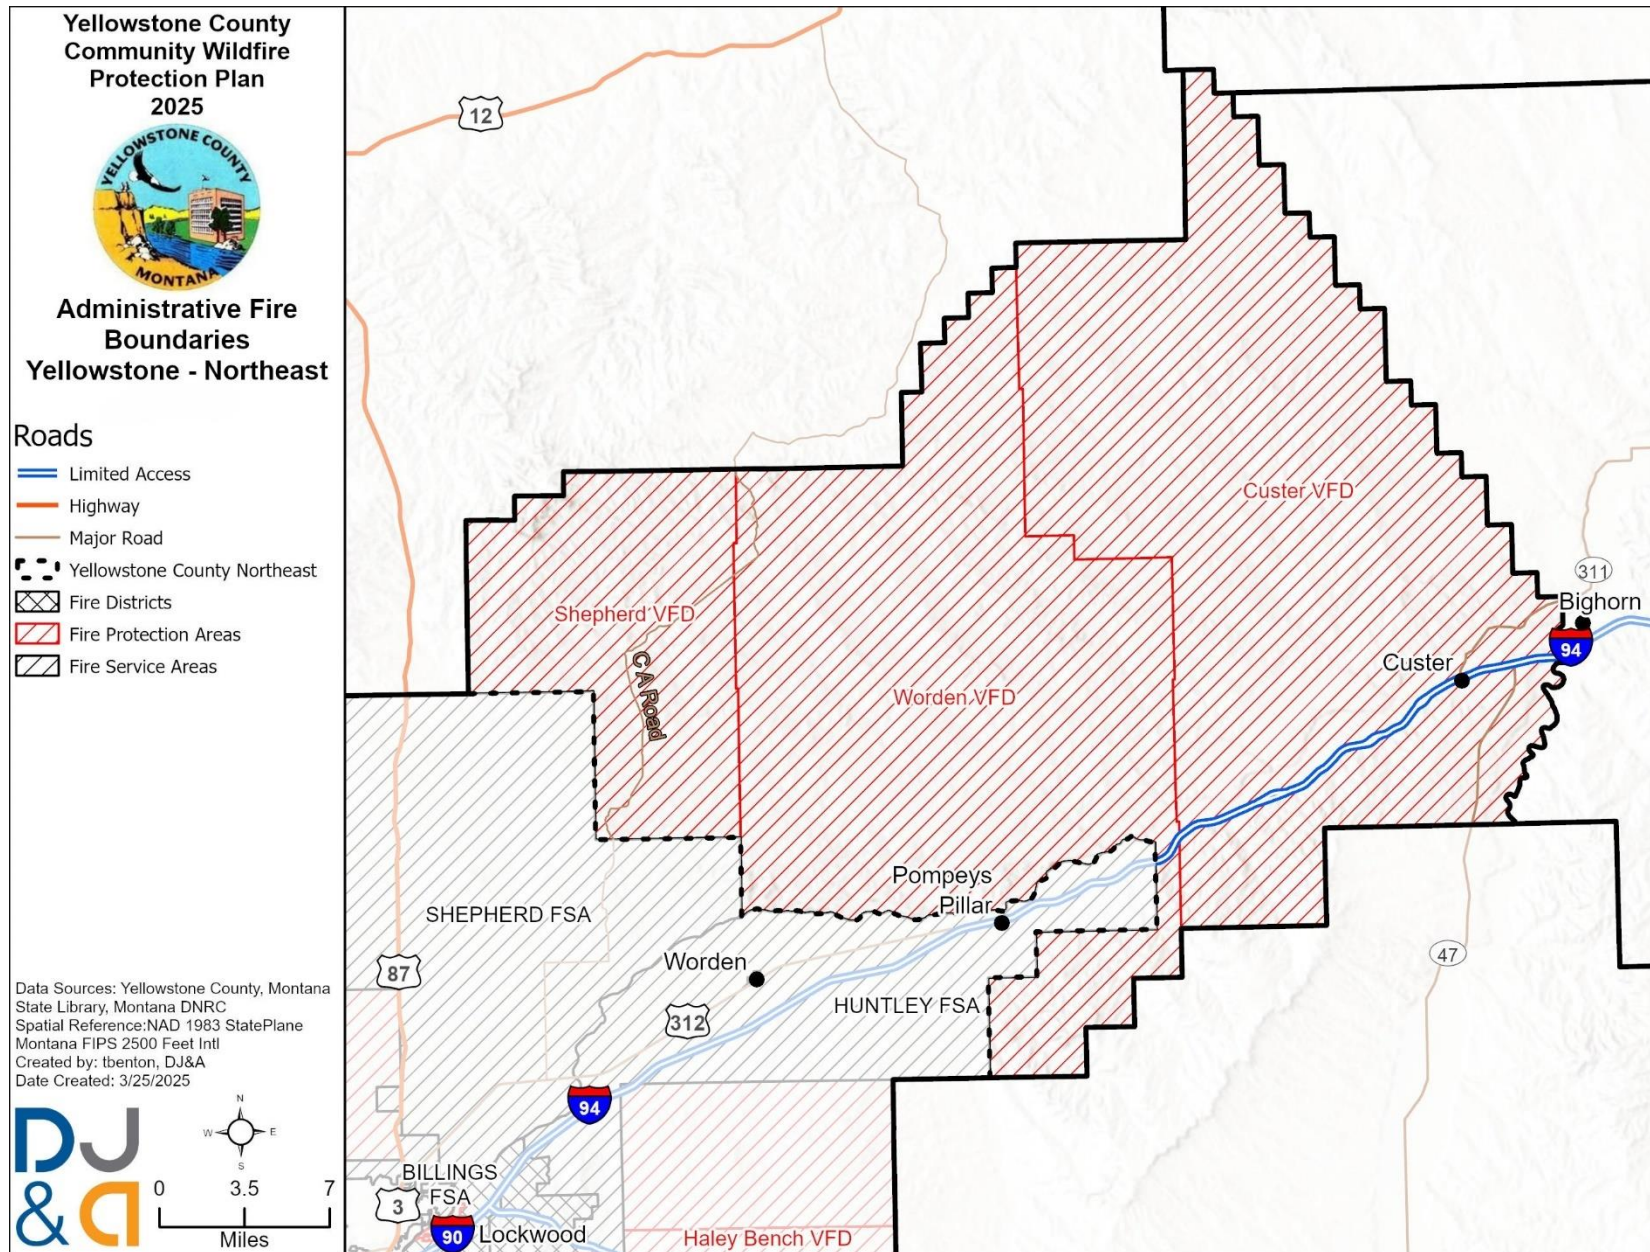 Yellowstone County
Community Wildfire
Protection Plan
2025
YELLOWSTONE COUNTY
MONTANA
Administrative Fire
Boundaries
Yellowstone - Northeast
Roads
Limited Access
Highway
Major Road
Yellowstone County Northeast
Fire Districts
Fire Protection Areas
Fire Service Areas
Data Sources: Yellowstone County, Montana
State Library, Montana DNRC
Spatial Reference:NAD 1983 StatePlane
Montana FIPS 2500 Feet Intl
Created by: tbenton, DJ&A
Date Created: 3/25/2025
DJ
&A
N
W E
S
0 3.5 7
Miles
12
Custer VFD
311
Bighorn
94
Shepherd VFD
C A Road
Custer
Worden VFD
Pompeys
Pillar
SHEPHERD FSA
87
Worden
47
HUNTLEY FSA
312
94
BILLINGS
FSA
3
90
Lockwood
Haley Bench VFD